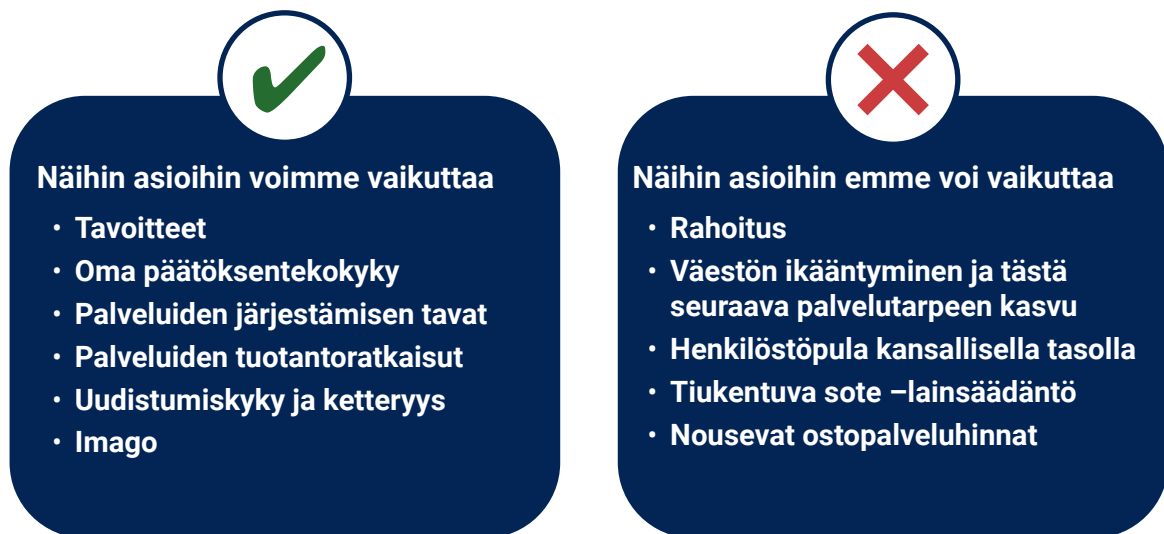 Näihin asioihin voimme vaikuttaa
• Tavoitteet
• Oma päätöksentekokyky
• Palveluiden järjestämisen tavat
• Palveluiden tuotantoratkaisut
• Uudistumiskyky ja ketteryys
• Imago
Näihin asioihin emme voi vaikuttaa
• Rahoitus
• Väestön ikääntyminen ja tästä
seuraava palvelutarpeen kasvu
• Henkilöstöpula kansallisella tasolla
• Tiukentuva sote –lainsäädäntö
• Nousevat ostopalveluhinnat